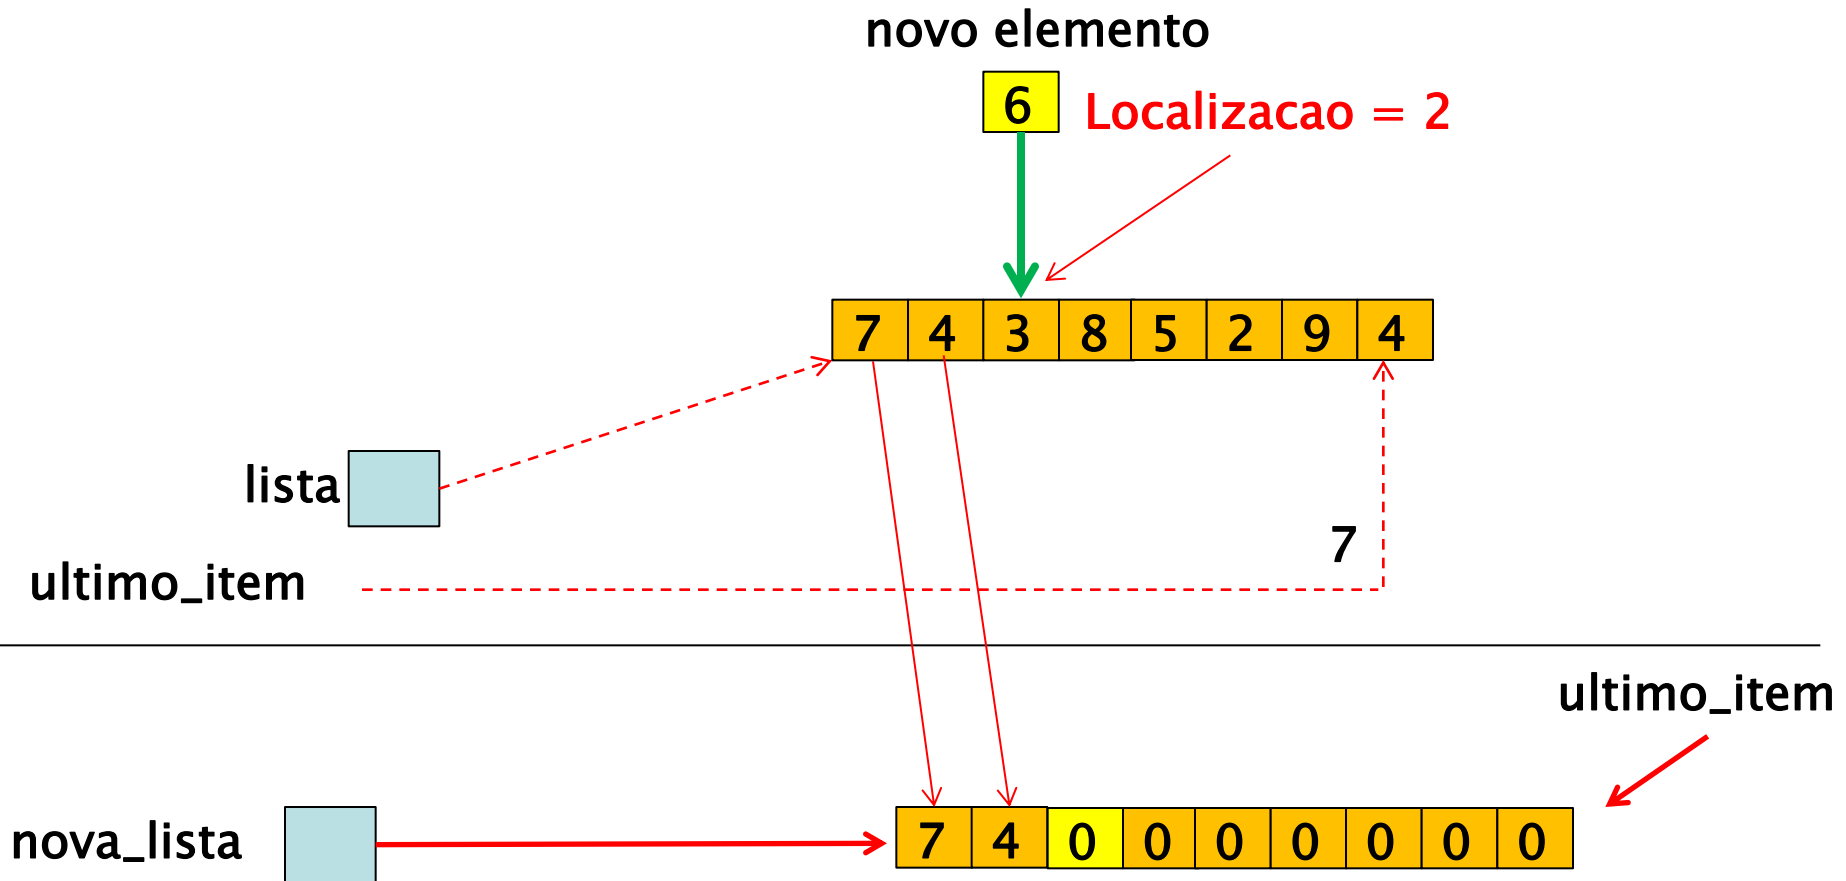 novo elemento
6
Localizacao = 2
7 4 3 8 5 2 9 4
lista
7
ultimo_item
ultimo_item
nova_lista
7 4 0 0 0 0 0 0 0